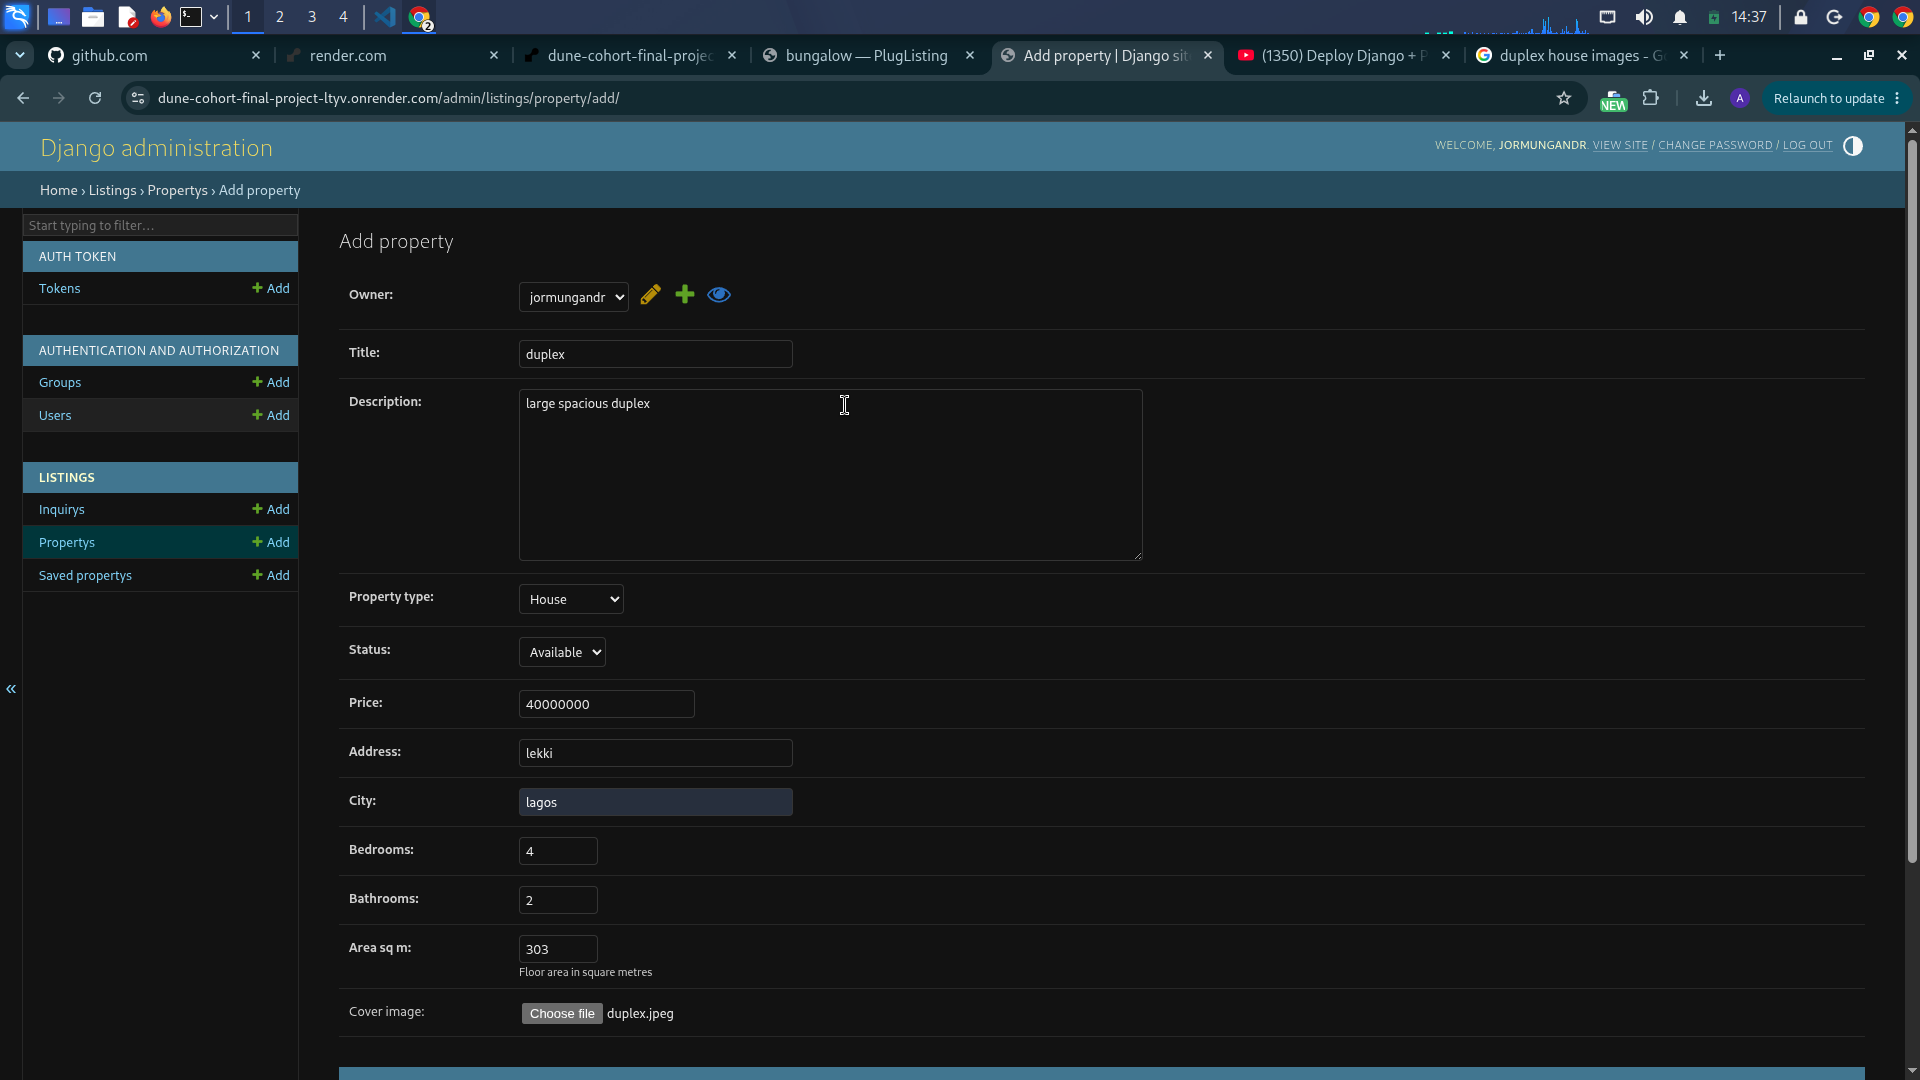 1 2 3 4 2 14:37
github.com render.com dune-cohort-final-projec bungalow — PlugListing Add property | Django sit (1350) Deploy Django + P duplex house images - G
dune-cohort-final-project-ltyv.onrender.com/admin/listings/property/add/ NEW A Relaunch to update
Django administration
WELCOME, JORMUNGANDR. VIEW SITE / CHANGE PASSWORD / LOG OUT
Home › Listings › Propertys › Add property
Start typing to filter…
AUTH TOKEN
Tokens + Add
AUTHENTICATION AND AUTHORIZATION
Groups + Add
Users + Add
LISTINGS
Inquirys + Add
Propertys + Add
Saved propertys + Add
«
Add property
Owner: jormungandr
Title: duplex
Description: large spacious duplex
Property type: House
Status: Available
Price: 40000000
Address: lekki
City: lagos
Bedrooms: 4
Bathrooms: 2
Area sq m: 303
Floor area in square metres
Cover image: Choose file duplex.jpeg